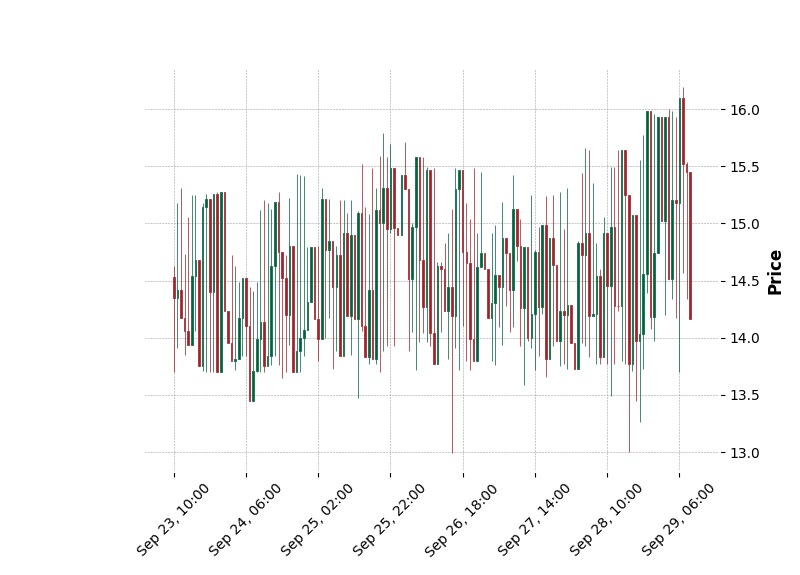 16.0
15.5
15.0
14.5
14.0
13.5
13.0
Price
Sep 23, 10:00
Sep 24, 06:00
Sep 25, 02:00
Sep 25, 22:00
Sep 26, 18:00
Sep 27, 14:00
Sep 28, 10:00
Sep 29, 06:00